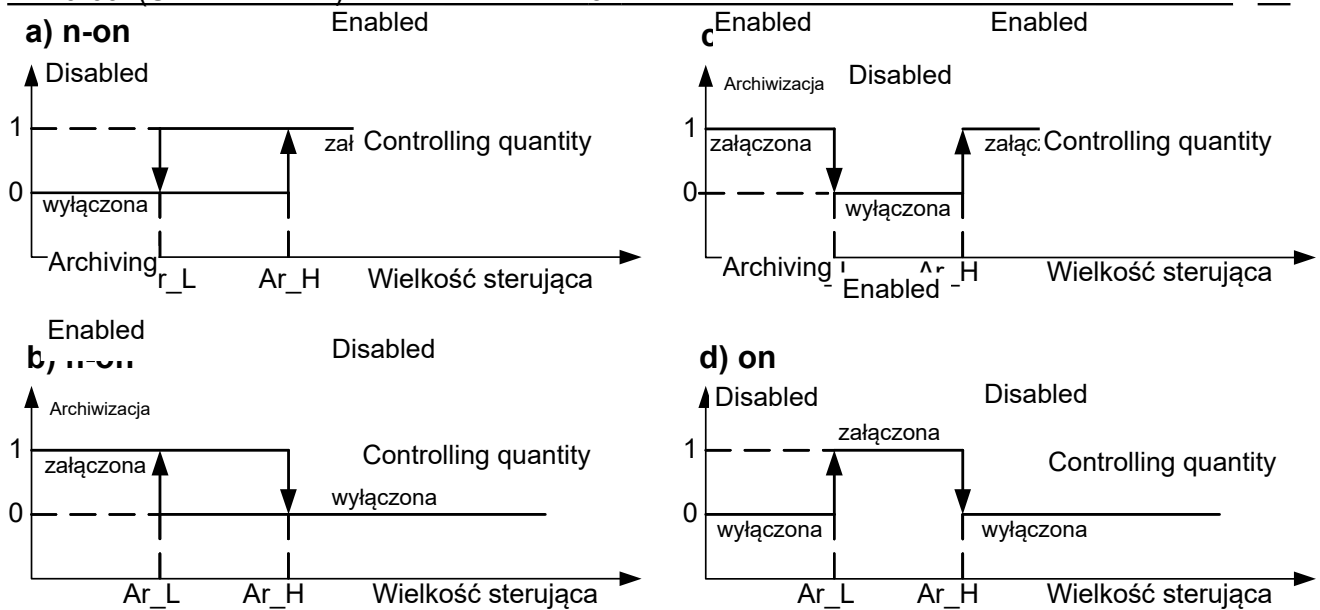 Enabled
a) n-on
Disabled
1
Controlling quantity
0
wyłączona
Archiving
r_L
Ar_H
Wielkość sterująca
Enabled
Enabled
Archiwizacja
Disabled
1
załączona
Controlling quantity
0
wyłączona
Archiving
Wielkość sterująca
Enabled
Enabled
Disabled
Archiwizacja
1
załączona
Controlling quantity
0
wyłączona
Ar_L
Ar_H
Wielkość sterująca
d) on
Disabled
Disabled
1
załączona
Controlling quantity
0
wyłączona
wyłączona
Ar_L
Ar_H
Wielkość sterująca